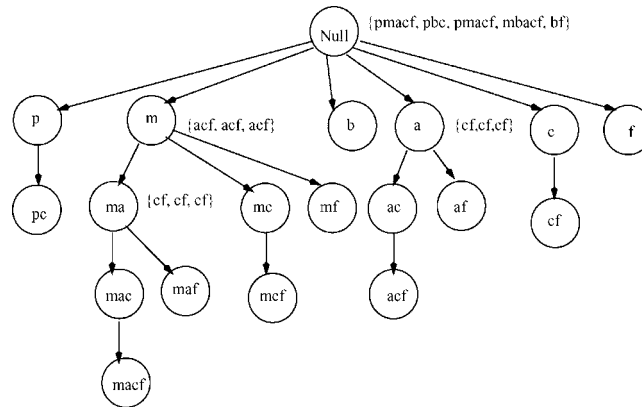 Null {pmacf, pbc, pmacf, mbacf, bf}
p m {acf, acf, acf} b a {cf,cf,cf} c f
pc ma {cf, cf, cf} mc mf ac af cf
mac maf mcf acf
macf